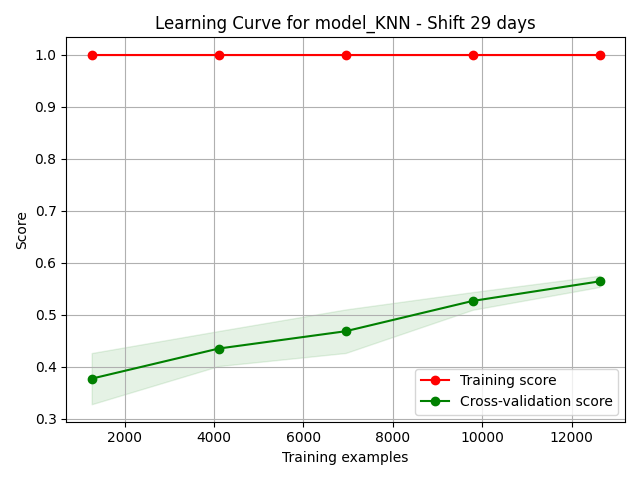 Learning Curve for model_KNN - Shift 29 days
1.0
0.9
0.8
0.7
0.6
0.5
0.4
0.3
Score
2000 4000 6000 8000 10000 12000
Training examples
Training score
Cross-validation score